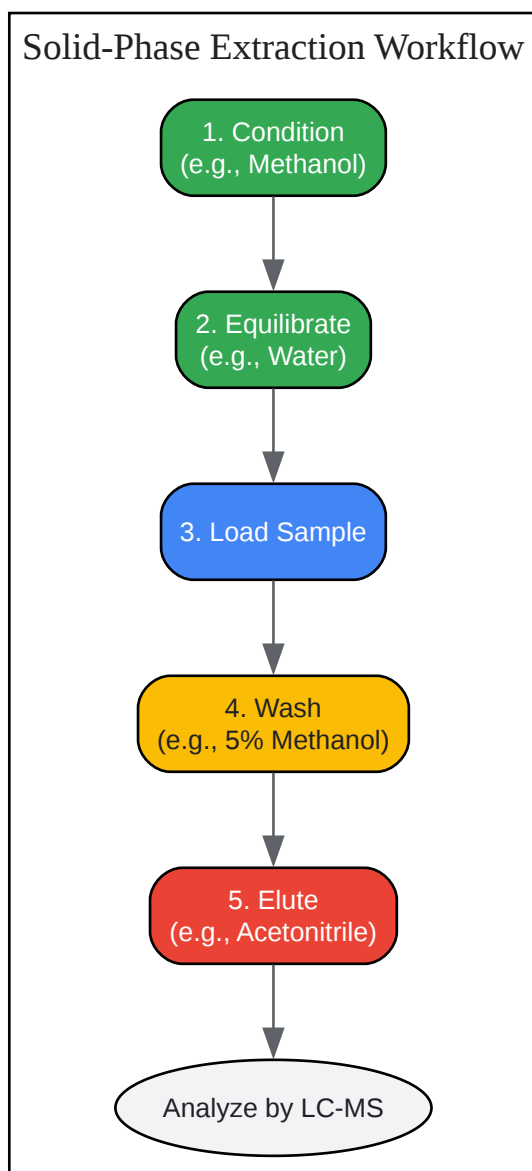 Solid-Phase Extraction Workflow
1. Condition
(e.g., Methanol)
2. Equilibrate
(e.g., Water)
3. Load Sample
4. Wash
(e.g., 5% Methanol)
5. Elute
(e.g., Acetonitrile)
Analyze by LC-MS